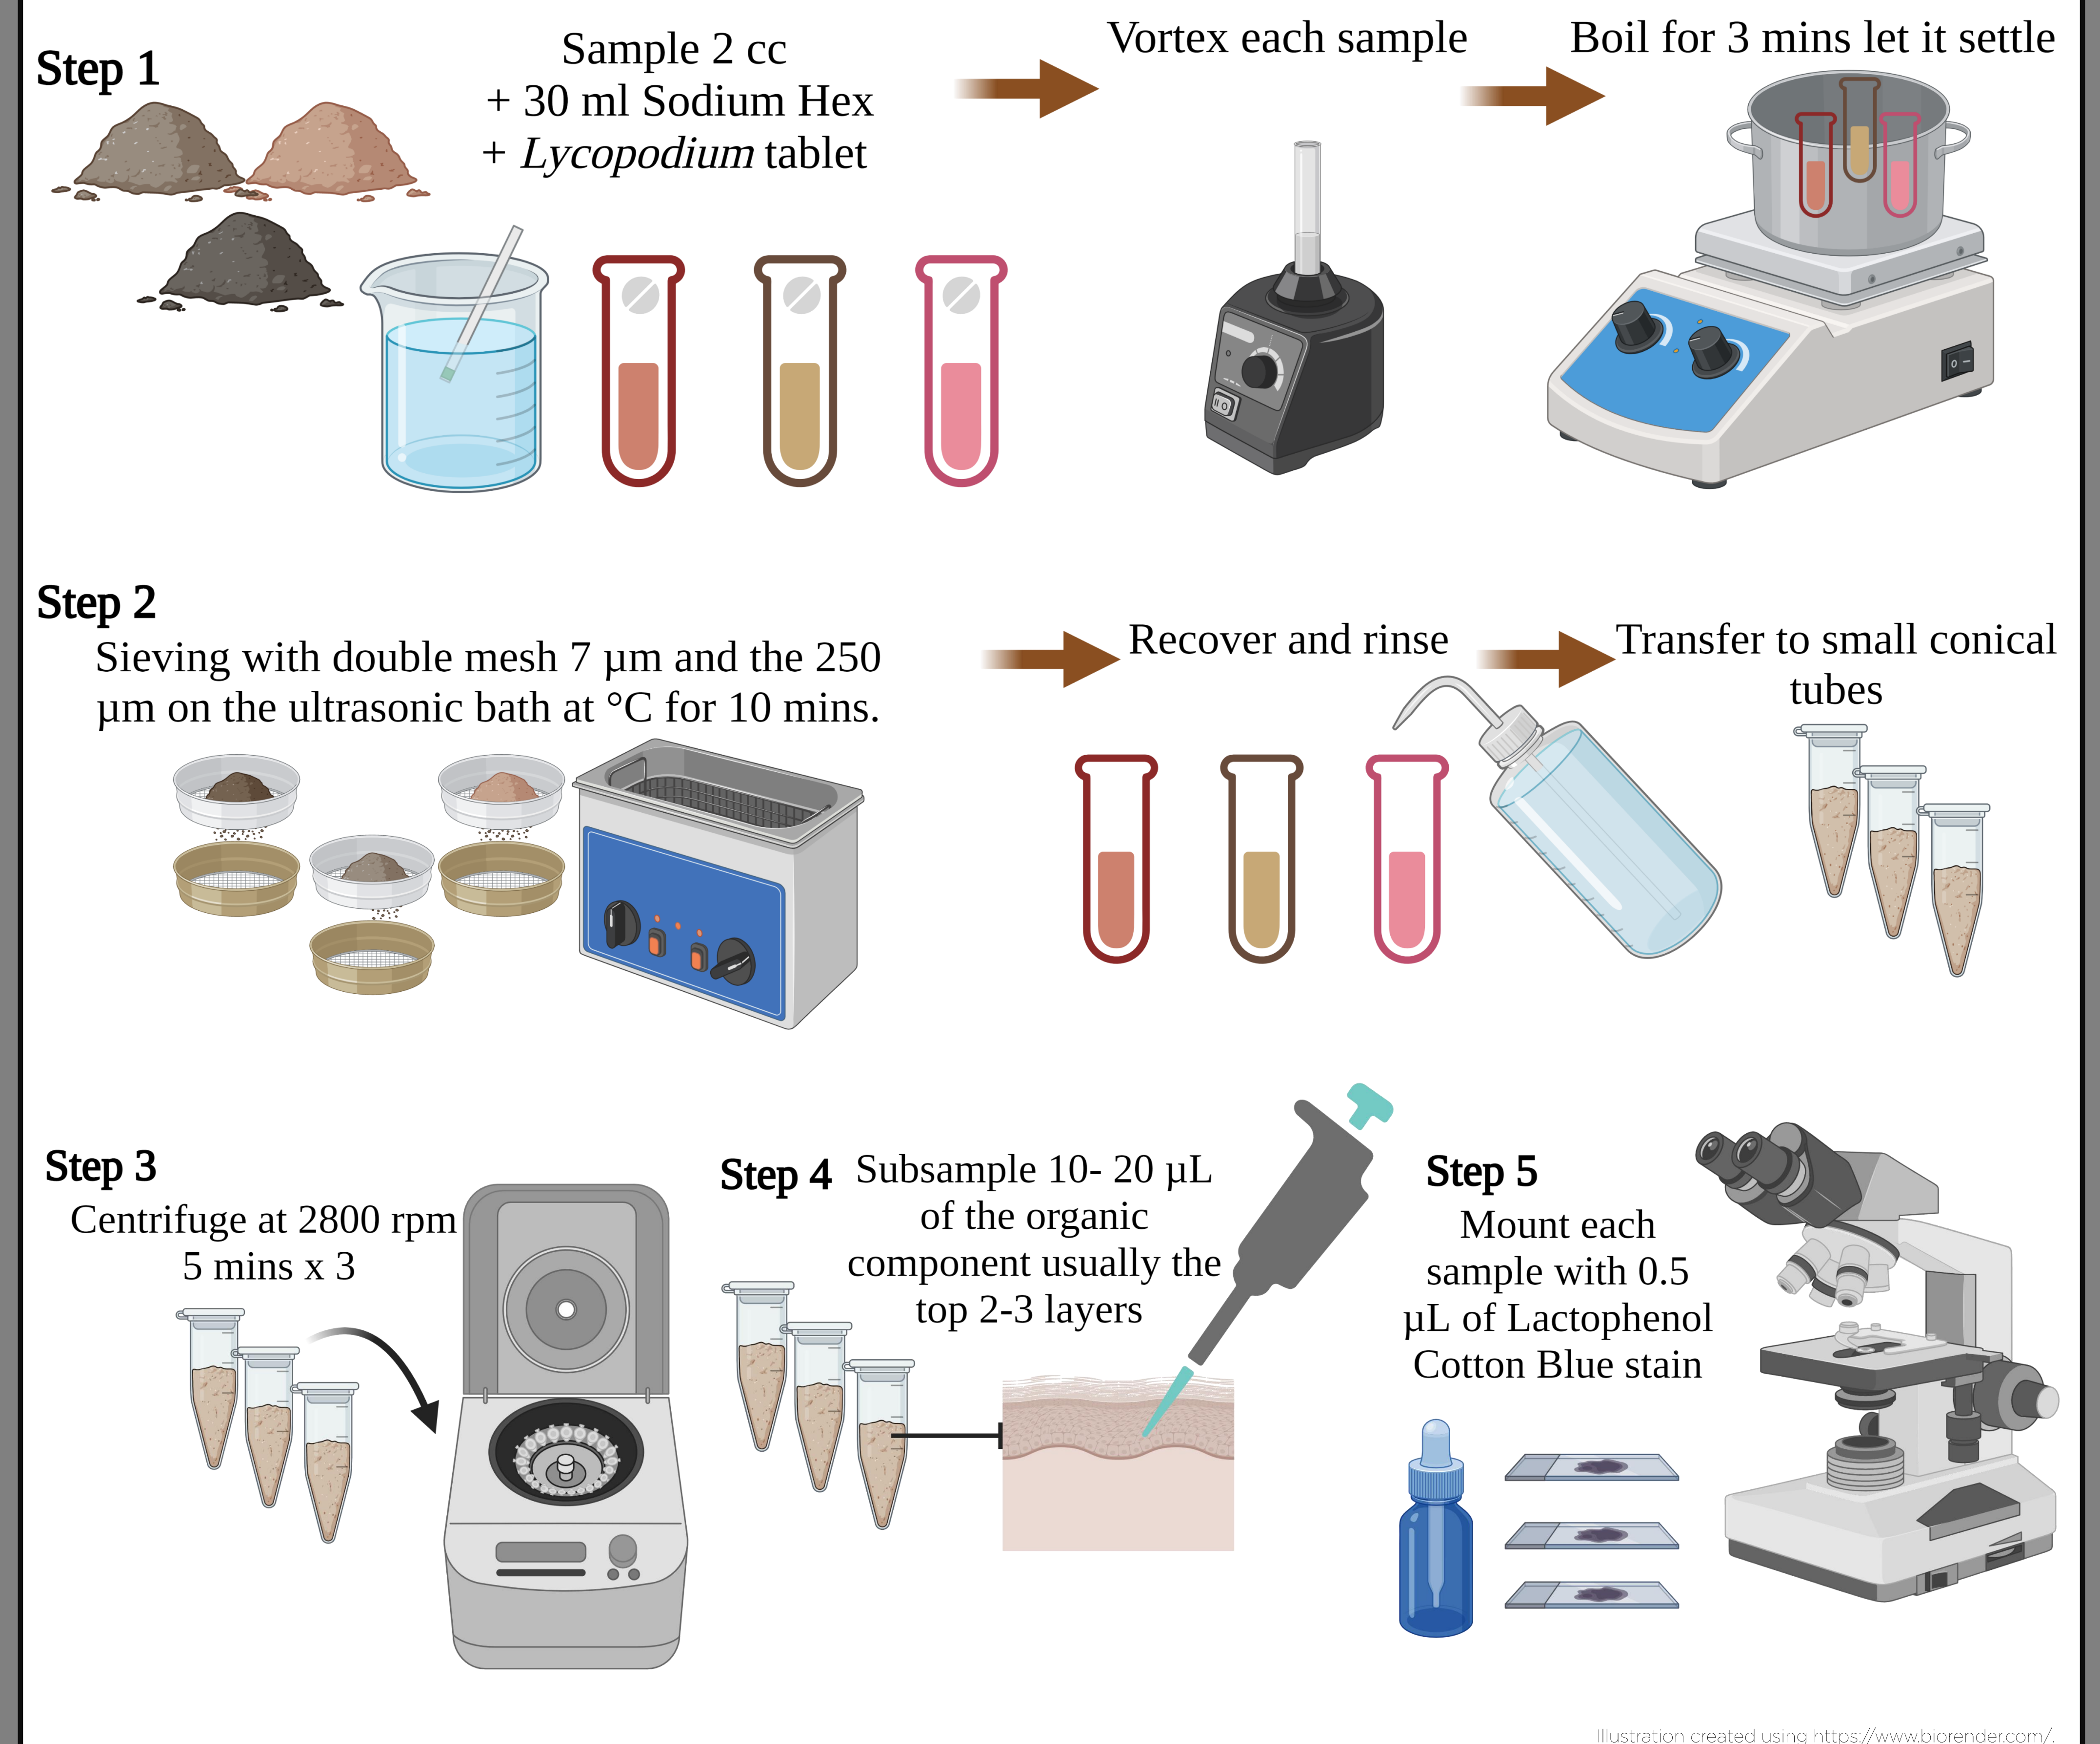 Step 1
Sample 2 cc
+ 30 ml Sodium Hex
+ Lycopodium tablet
Vortex each sample
Boil for 3 mins let it settle
Step 2
Sieving with double mesh 7 µm and the 250
µm on the ultrasonic bath at °C for 10 mins.
Recover and rinse
Transfer to small conical
tubes
Step 3
Centrifuge at 2800 rpm
5 mins x 3
Step 4
Subsample 10- 20 µL
of the organic
component usually the
top 2-3 layers
Step 5
Mount each
sample with 0.5
µL of Lactophenol
Cotton Blue stain
Illustration created using https://www.biorender.com/.